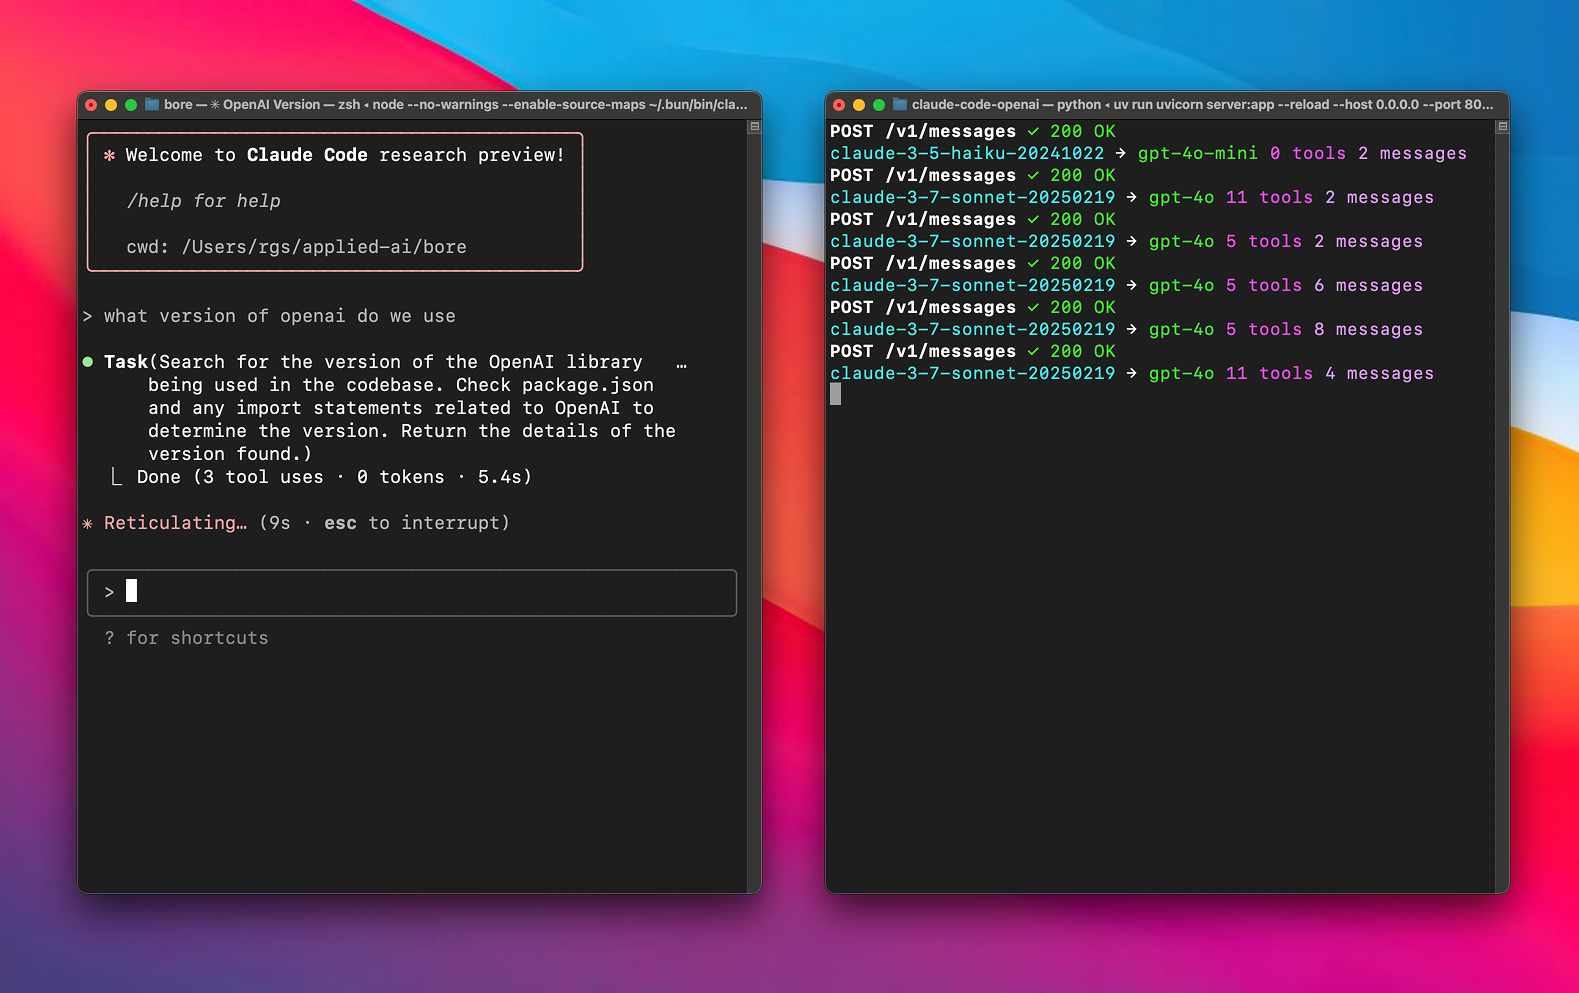 bore — ✳ OpenAI Version — zsh ◂ node --no-warnings --enable-source-maps ~/.bun/bin/cla...
✻ Welcome to Claude Code research preview!
/help for help
cwd: /Users/rgs/applied-ai/bore
> what version of openai do we use
● Task(Search for the version of the OpenAI library …
being used in the codebase. Check package.json
and any import statements related to OpenAI to
determine the version. Return the details of the
version found.)
⎿ Done (3 tool uses · 0 tokens · 5.4s)
✳ Reticulating… (9s · esc to interrupt)
>
? for shortcuts
claude-code-openai — python ◂ uv run uvicorn server:app --reload --host 0.0.0.0 --port 80...
POST /v1/messages ✓ 200 OK
claude-3-5-haiku-20241022 → gpt-4o-mini 0 tools 2 messages
POST /v1/messages ✓ 200 OK
claude-3-7-sonnet-20250219 → gpt-4o 11 tools 2 messages
POST /v1/messages ✓ 200 OK
claude-3-7-sonnet-20250219 → gpt-4o 5 tools 2 messages
POST /v1/messages ✓ 200 OK
claude-3-7-sonnet-20250219 → gpt-4o 5 tools 6 messages
POST /v1/messages ✓ 200 OK
claude-3-7-sonnet-20250219 → gpt-4o 5 tools 8 messages
POST /v1/messages ✓ 200 OK
claude-3-7-sonnet-20250219 → gpt-4o 11 tools 4 messages